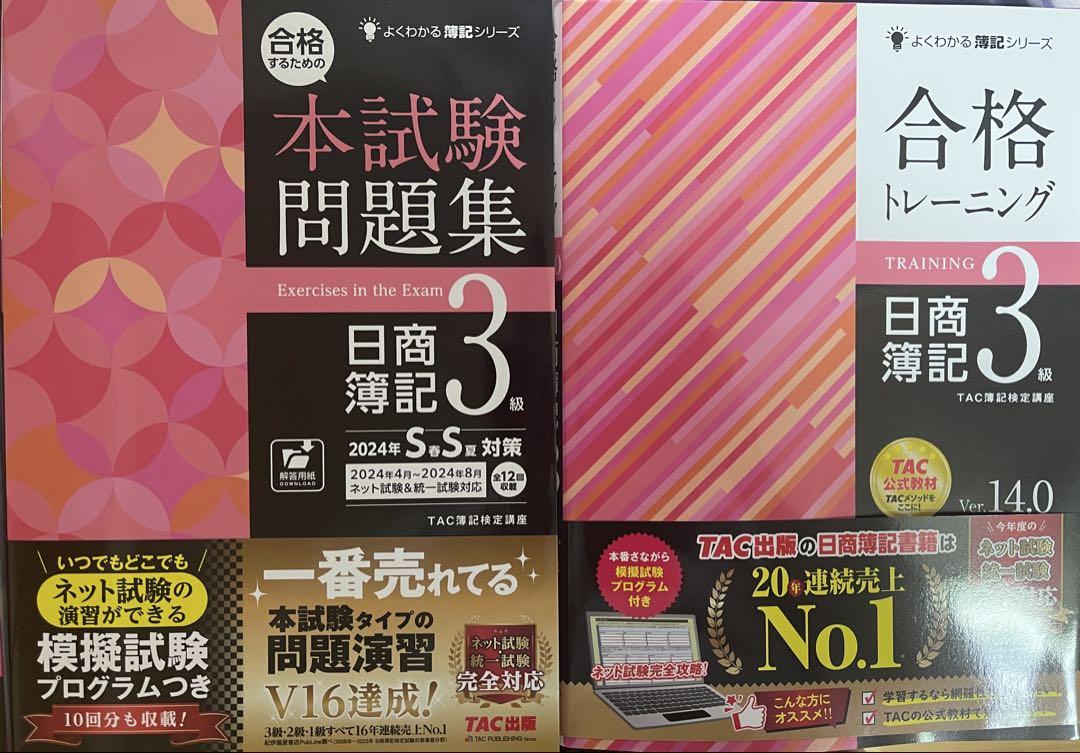 合格
するための
よくわかる簿記シリーズ
本試験
問題集
Exercises in the Exam
日商
簿記
3
級
2024年 S春S夏 対策
2024年4月~2024年8月
ネット試験&統一試験対応
全12回
収載
解答用紙
DOWNLOAD
TAC簿記検定講座
いつでもどこでも
ネット試験の
演習ができる
模擬試験
プログラムつき
10回分も収載!
一番売れてる
本試験タイプの
問題演習
V16達成!
3級・2級・1級すべて16年連続売上No.1
ネット試験
統一試験
完全対応
TAC出版
TAC PUBLISHING Group
よくわかる簿記シリーズ
合格
トレーニング
TRAINING
日商
簿記
3
級
TAC簿記検定講座
TAC
公式教材
TACメソッドを
ここに!
Ver.14.0
本番さながら
模擬試験
プログラム
付き
TAC出版の日商簿記書籍は
20年連続売上
No.1
今年度の
ネット試験
統一試験
ネット試験完全攻略!
こんな方に
オススメ!!
学習するなら網羅性
TACの公式教材で